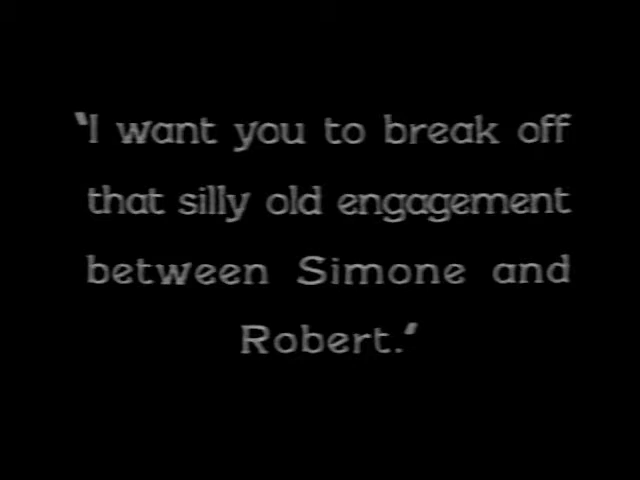 "I want you to break off
that silly old engagement
between Simone and
Robert."